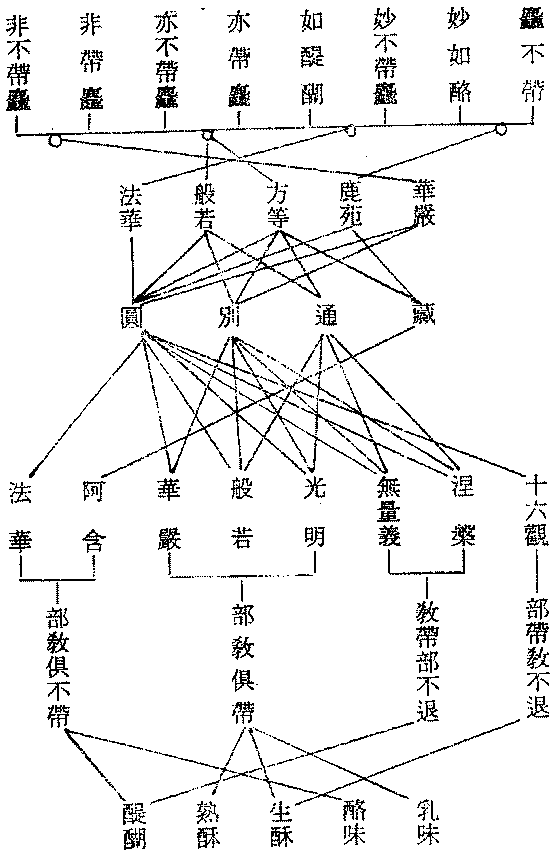 麤不帶
妙如酪
妙不帶麤
如醍醐
亦帶麤
亦不帶麤
非帶麤
非不帶麤
華嚴
鹿苑
方等
般若
法華
藏
通
別
圓
十六觀
涅槃
無量義
光明
般若
華嚴
阿含
法華
部帶敎不退
敎帶部不退
部敎俱帶
部敎俱不帶
乳味
酪味
生酥
熟酥
醍醐